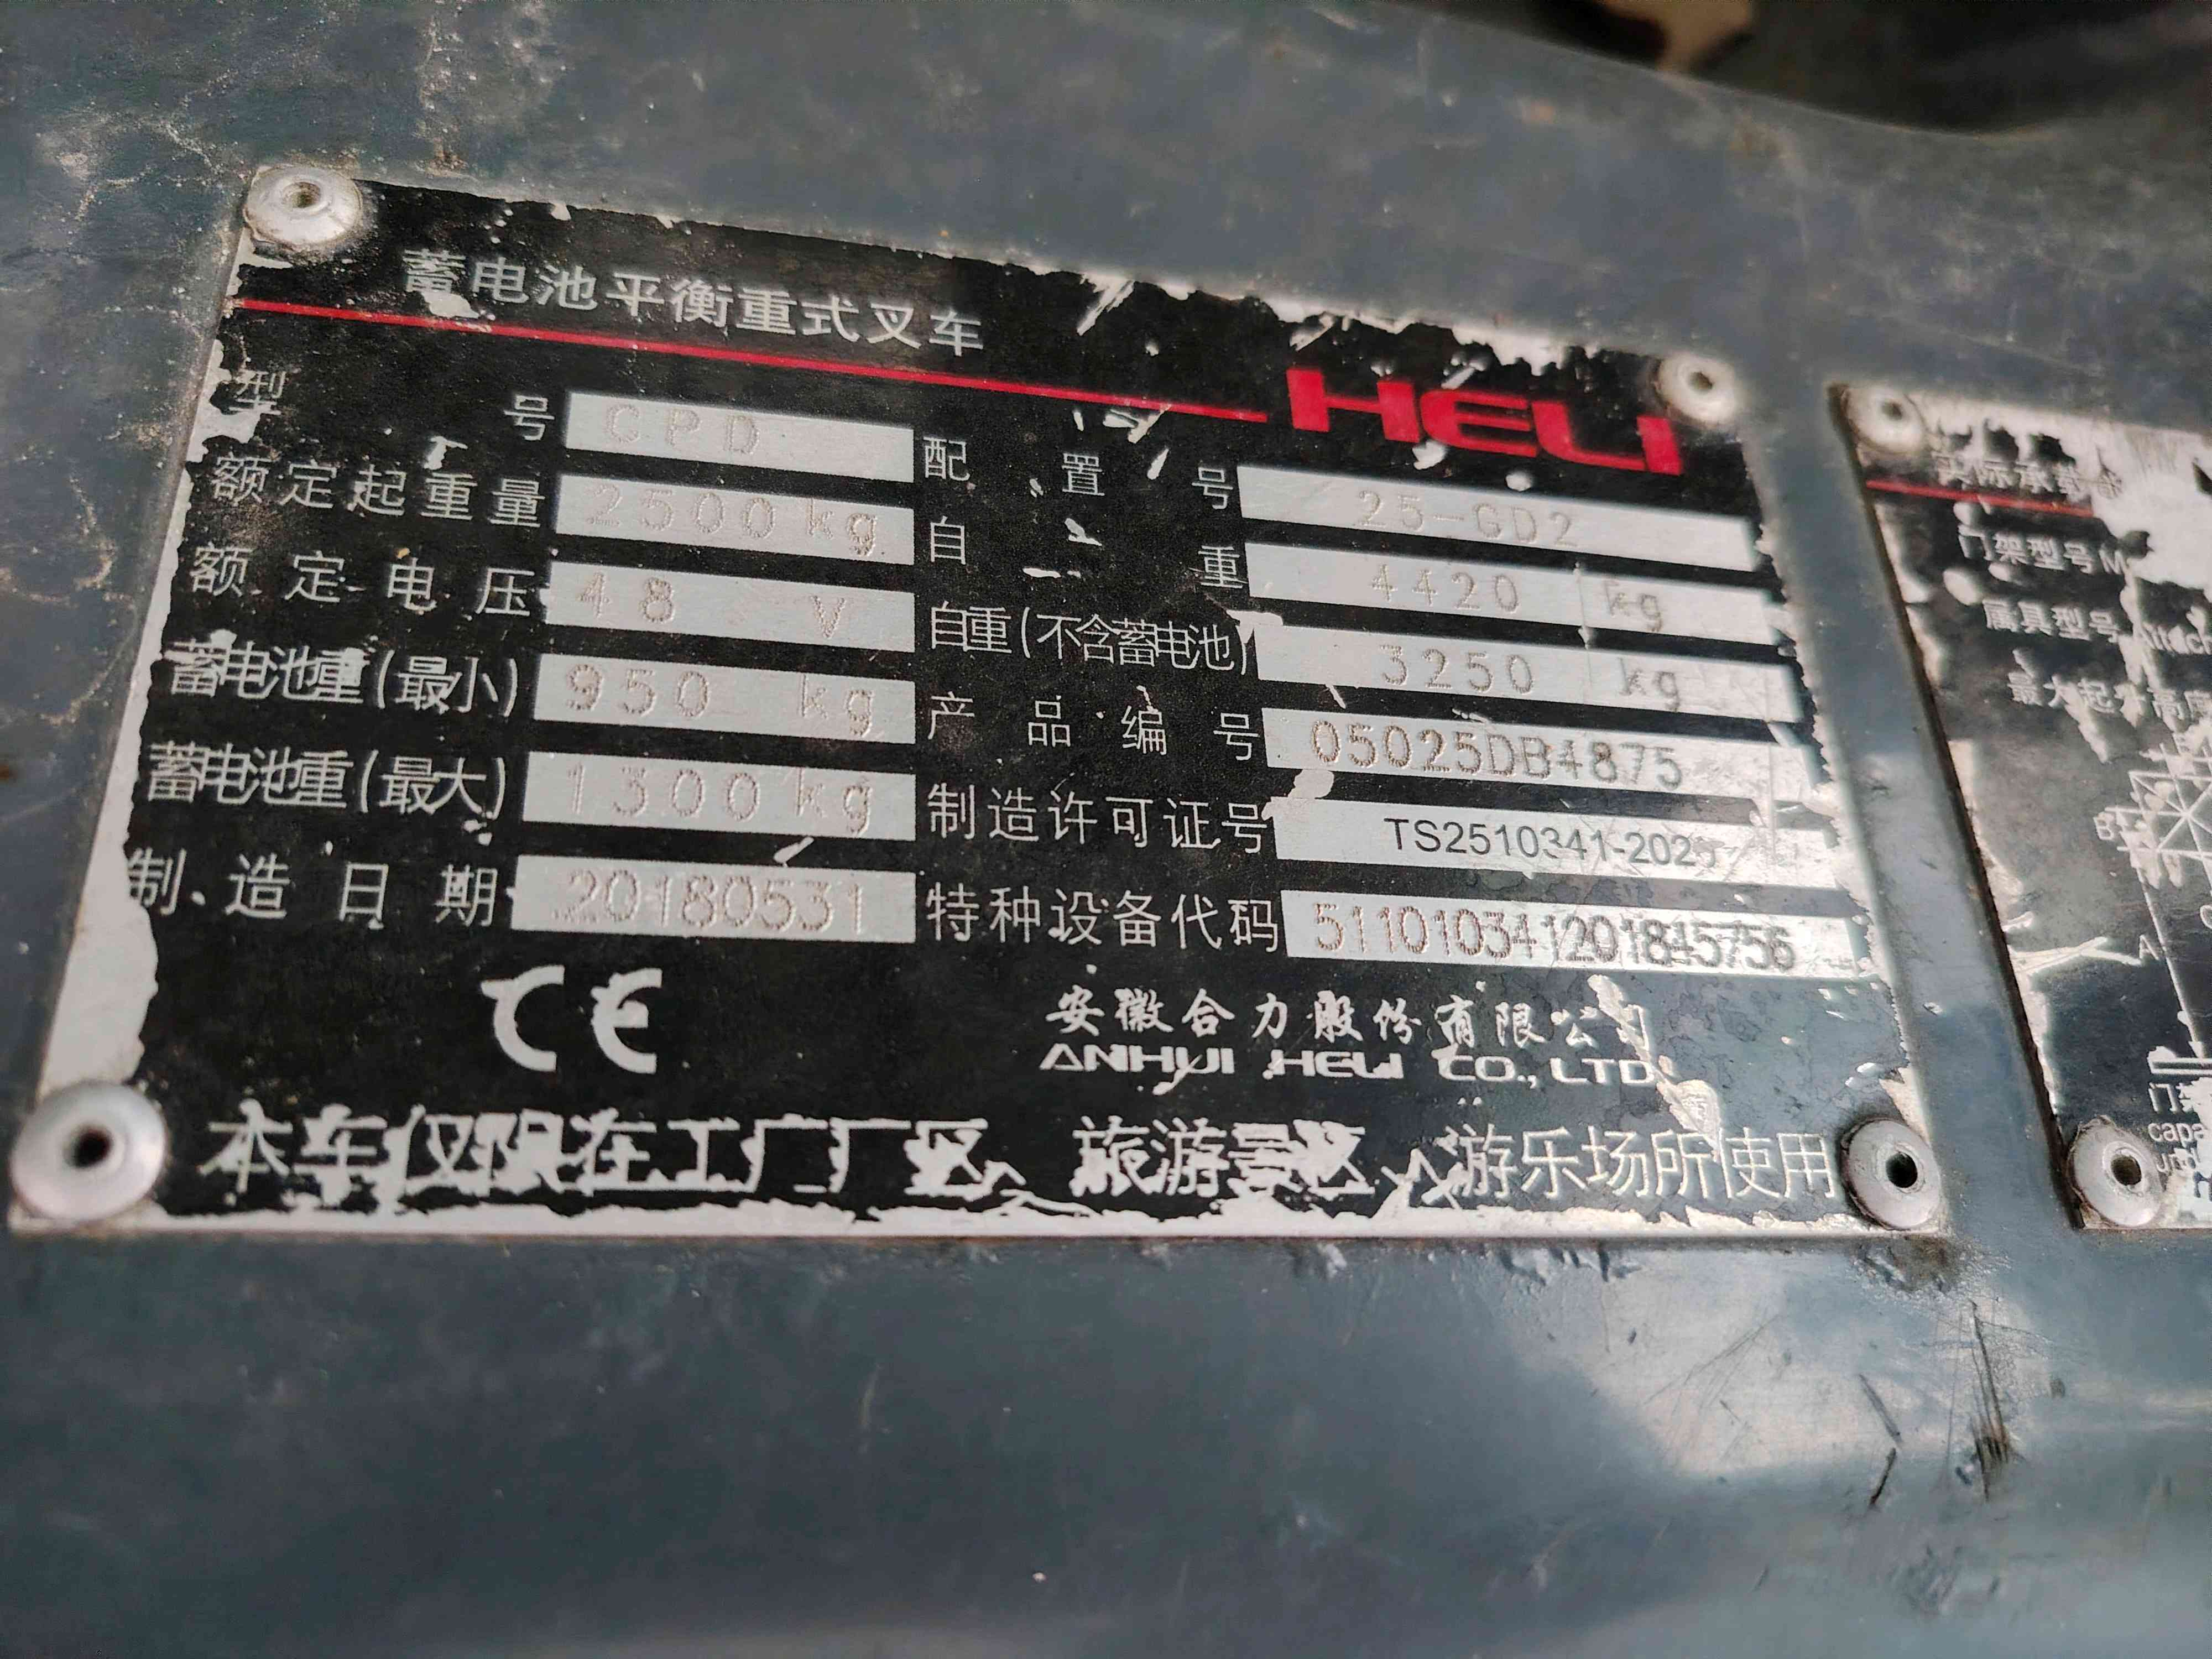 蓄电池平衡重式叉车
HELI
型号 CPD 配置号 25-GD2
额定起重量 2500kg 自重 4420 kg
额定电压 48 V 自重(不含蓄电池) 3250 kg
蓄电池重(最小) 950 kg 产品编号 05025DB4875
蓄电池重(最大) 1300kg 制造许可证号
制造日期 20180531 特种设备代码 511010341201845756
CE
安徽合力股份有限公司
ANHUI HELI CO., LTD
本车仅限在工厂厂区、旅游景区、游乐场所使用
门架型号
属具型号
最大起升高度
B
A
capa